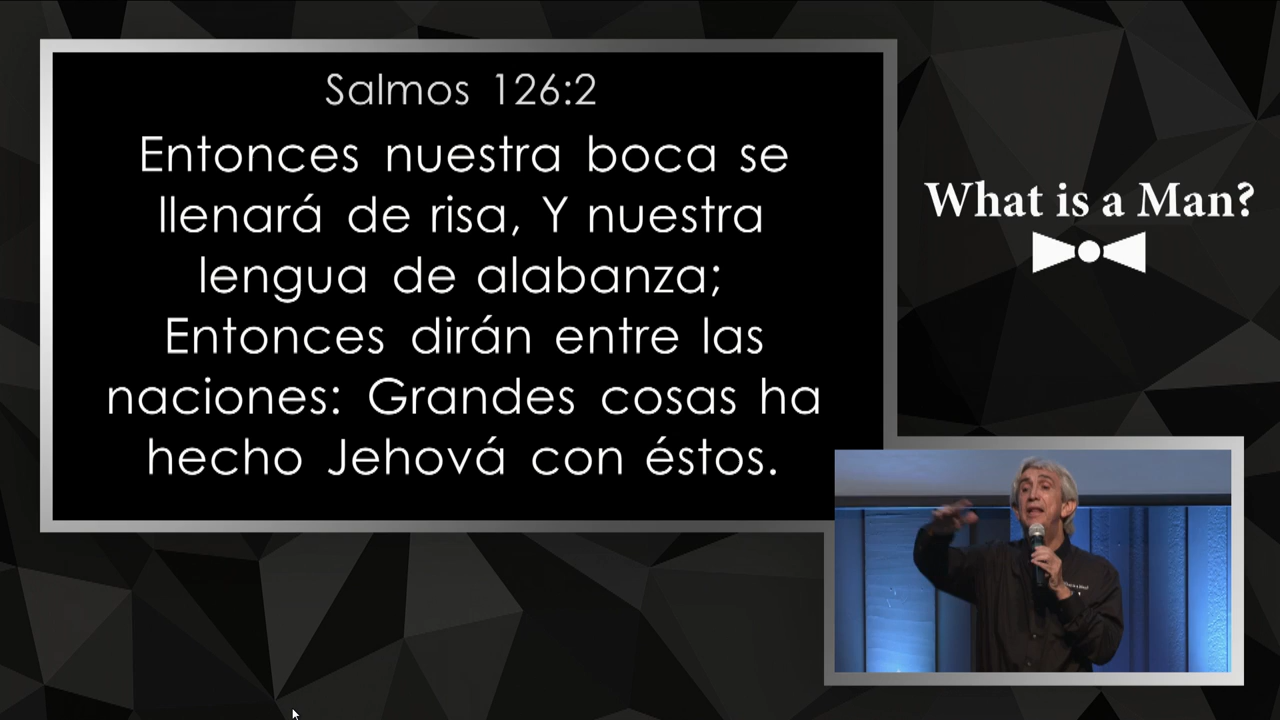 Salmos 126:2
Entonces nuestra boca se
llenará de risa, Y nuestra
lengua de alabanza;
Entonces dirán entre las
naciones: Grandes cosas ha
hecho Jehová con éstos.
What is a Man?